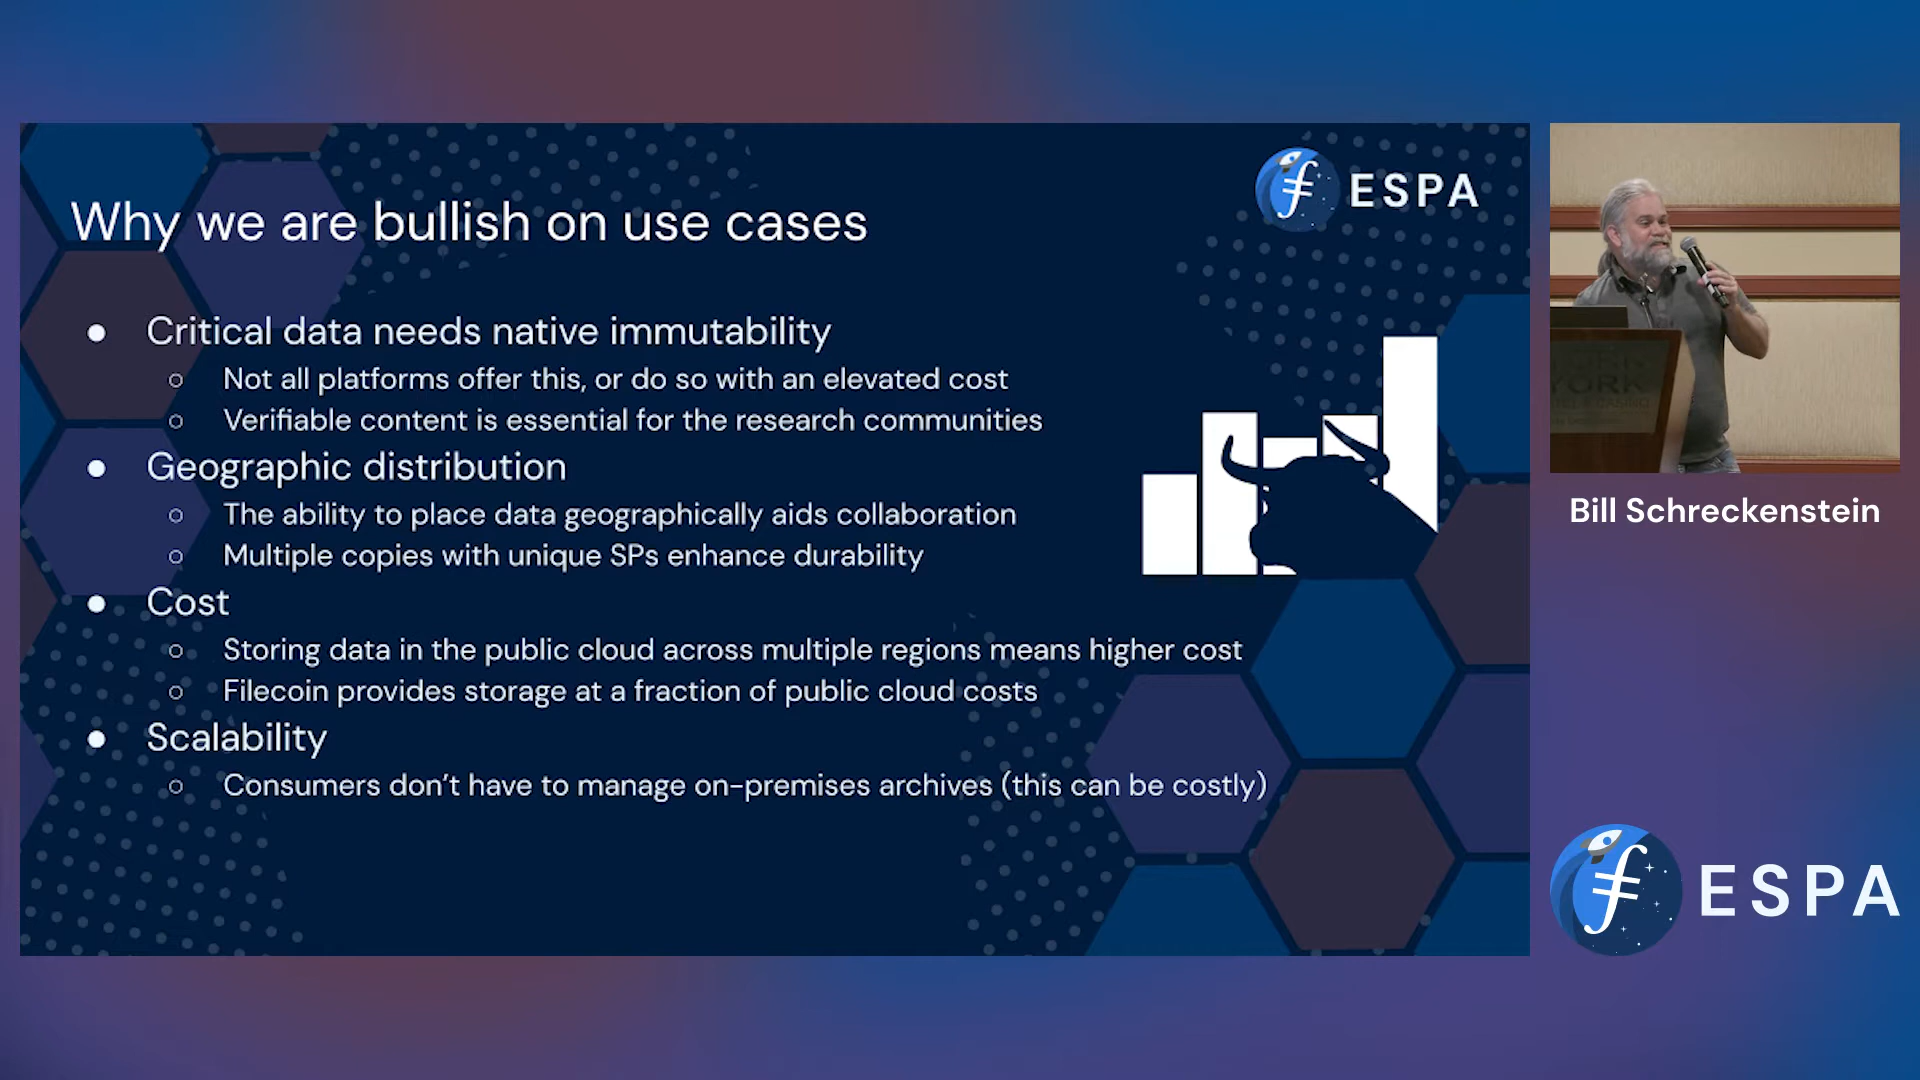 ESPA
Why we are bullish on use cases
● Critical data needs native immutability
○ Not all platforms offer this, or do so with an elevated cost
○ Verifiable content is essential for the research communities
● Geographic distribution
○ The ability to place data geographically aids collaboration
○ Multiple copies with unique SPs enhance durability
● Cost
○ Storing data in the public cloud across multiple regions means higher cost
○ Filecoin provides storage at a fraction of public cloud costs
● Scalability
○ Consumers don’t have to manage on-premises archives (this can be costly)
YORK
Bill Schreckenstein
ESPA